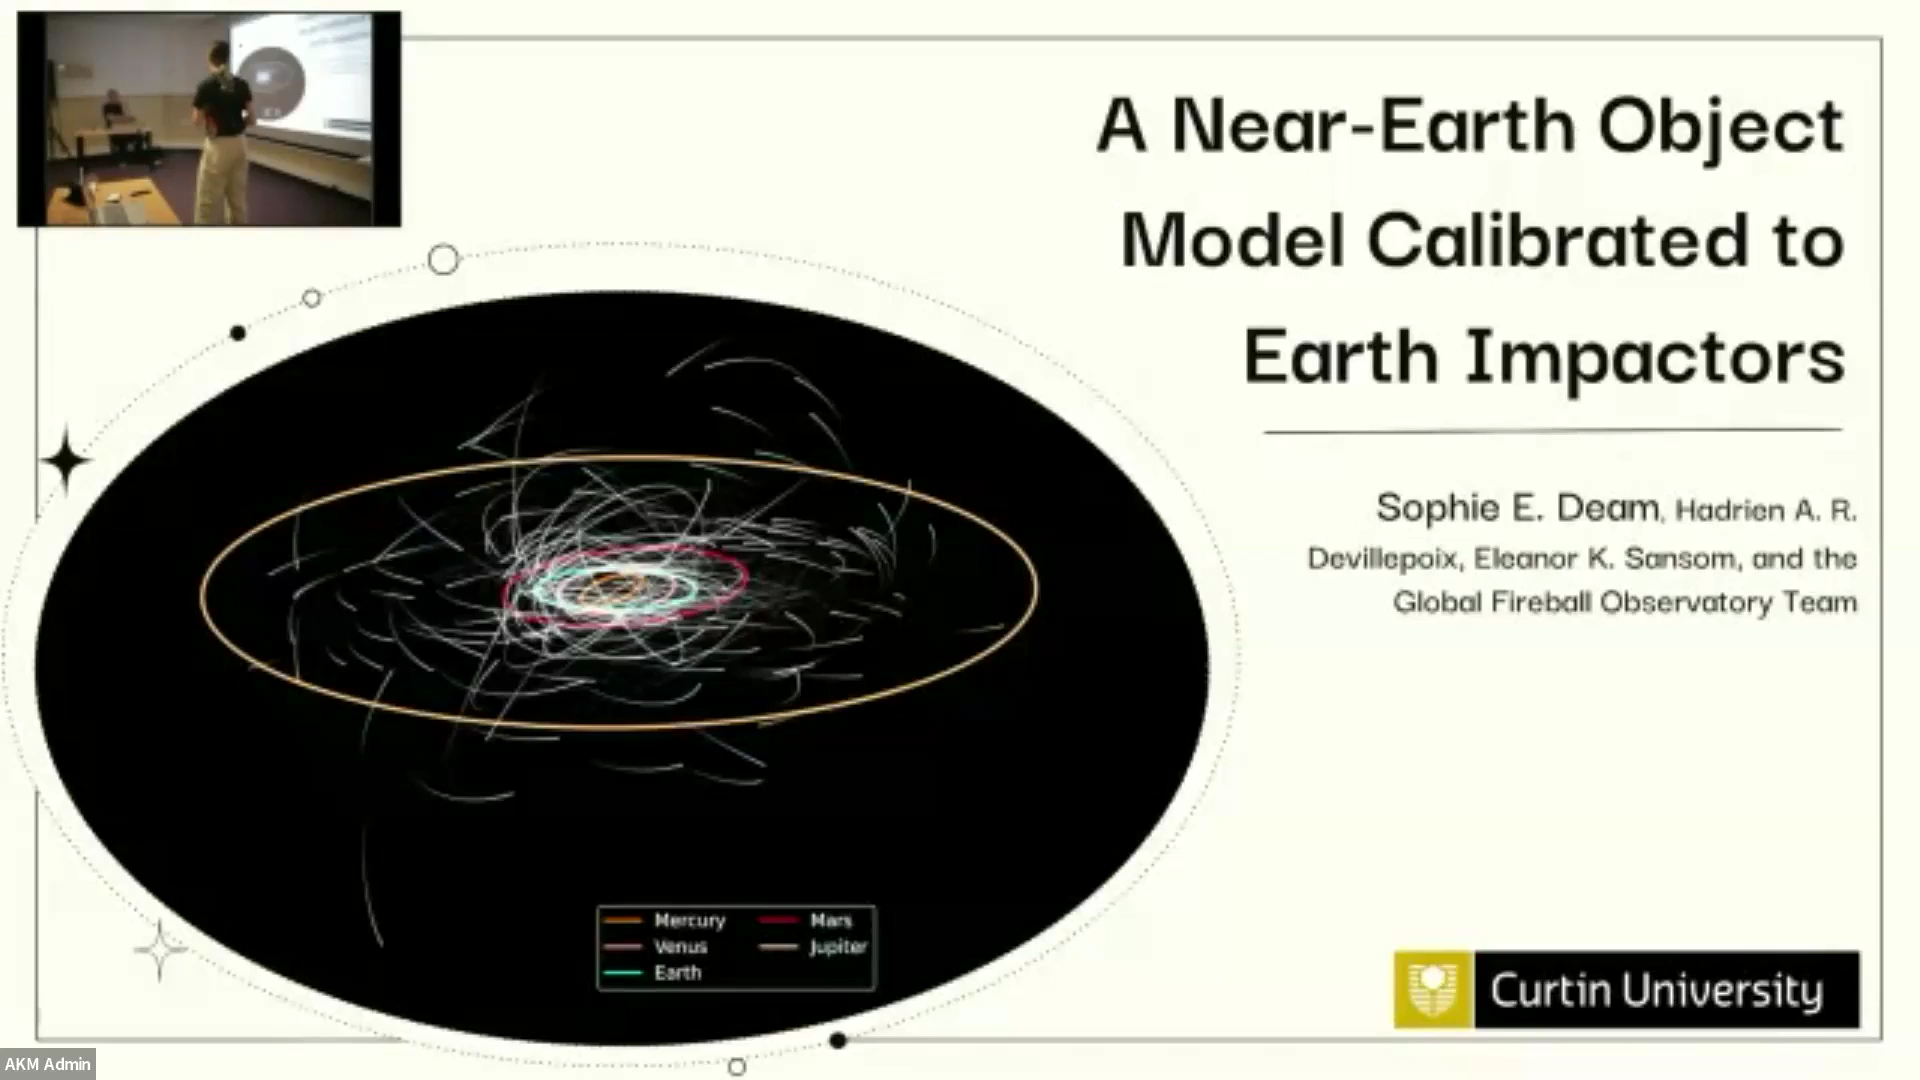 A Near-Earth Object
Model Calibrated to
Earth Impactors
Sophie E. Deam, Hadrien A. R.
Devillepoix, Eleanor K. Sansom, and the
Global Fireball Observatory Team
Mercury
Venus
Earth
Mars
Jupiter
Curtin University
AKM Admin